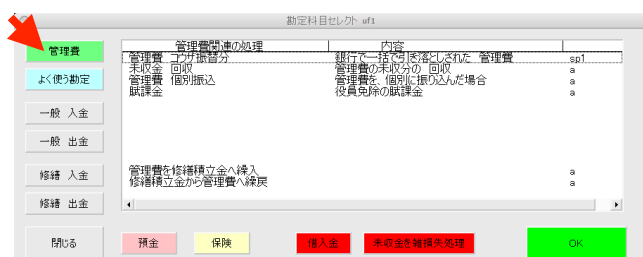 勘定科目セレクト uf1
管理費
よく使う勘定
一般 入金
一般 出金
修繕 入金
修繕 出金
閉じる
管理費関連の処理 内容
管理費 コウザ振替分 銀行で一括で引き落としされた 管理費 sp1
未収金 回収 管理費の未収分の 回収 a
管理費 個別振込 管理費を、個別に振り込んだ場合 a
賦課金 役員免除の賦課金 a
管理費を修繕積立金へ繰入 a
修繕積立金から管理費へ繰戻 a
預金
保険
借入金
未収金を雑損失処理
OK